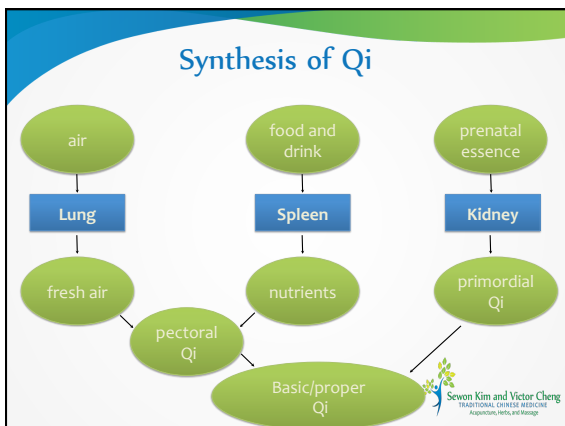 Synthesis of Qi
air
food and
drink
prenatal
essence
Lung
Spleen
Kidney
fresh air
nutrients
primordial
Qi
pectoral
Qi
Basic/proper
Qi
Sewon Kim and Victor Cheng
TRADITIONAL CHINESE MEDICINE
Acupuncture, Herbs, and Massage